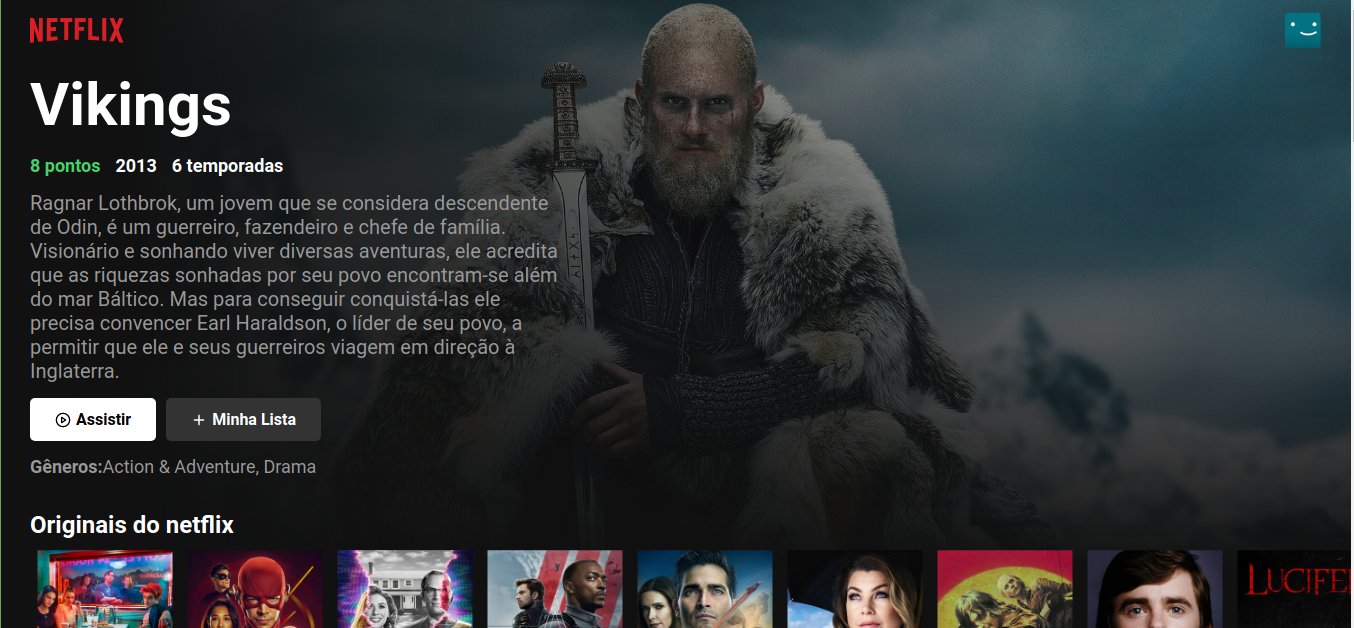 NETFLIX
Vikings
8 pontos 2013 6 temporadas
Ragnar Lothbrok, um jovem que se considera descendente
de Odin, é um guerreiro, fazendeiro e chefe de família.
Visionário e sonhando viver diversas aventuras, ele acredita
que as riquezas sonhadas por seu povo encontram-se além
do mar Báltico. Mas para conseguir conquistá-las ele
precisa convencer Earl Haraldson, o líder de seu povo, a
permitir que ele e seus guerreiros viagem em direção à
Inglaterra.
Assistir + Minha Lista
Gêneros:Action & Adventure, Drama
Originais do netflix
LUCIFE